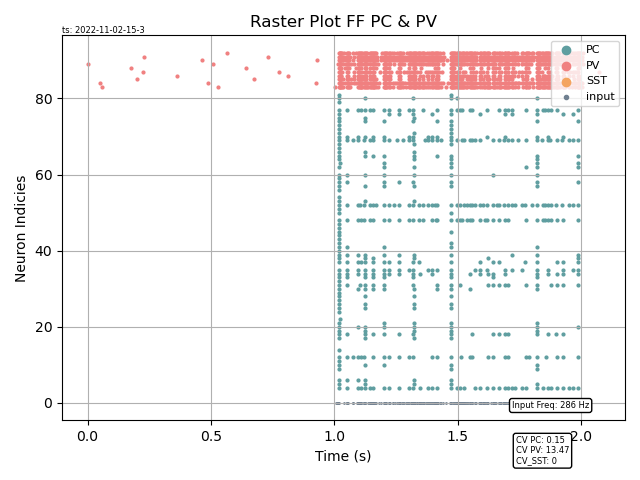 Raster Plot FF PC & PV
ts: 2022-11-02-15-3
PC
PV
SST
input
80
60
40
20
0
Neuron Indicies
Input Freq: 286 Hz
0.0 0.5 1.0 1.5 2.0
Time (s)
CV PC: 0.15
CV PV: 13.47
CV_SST: 0